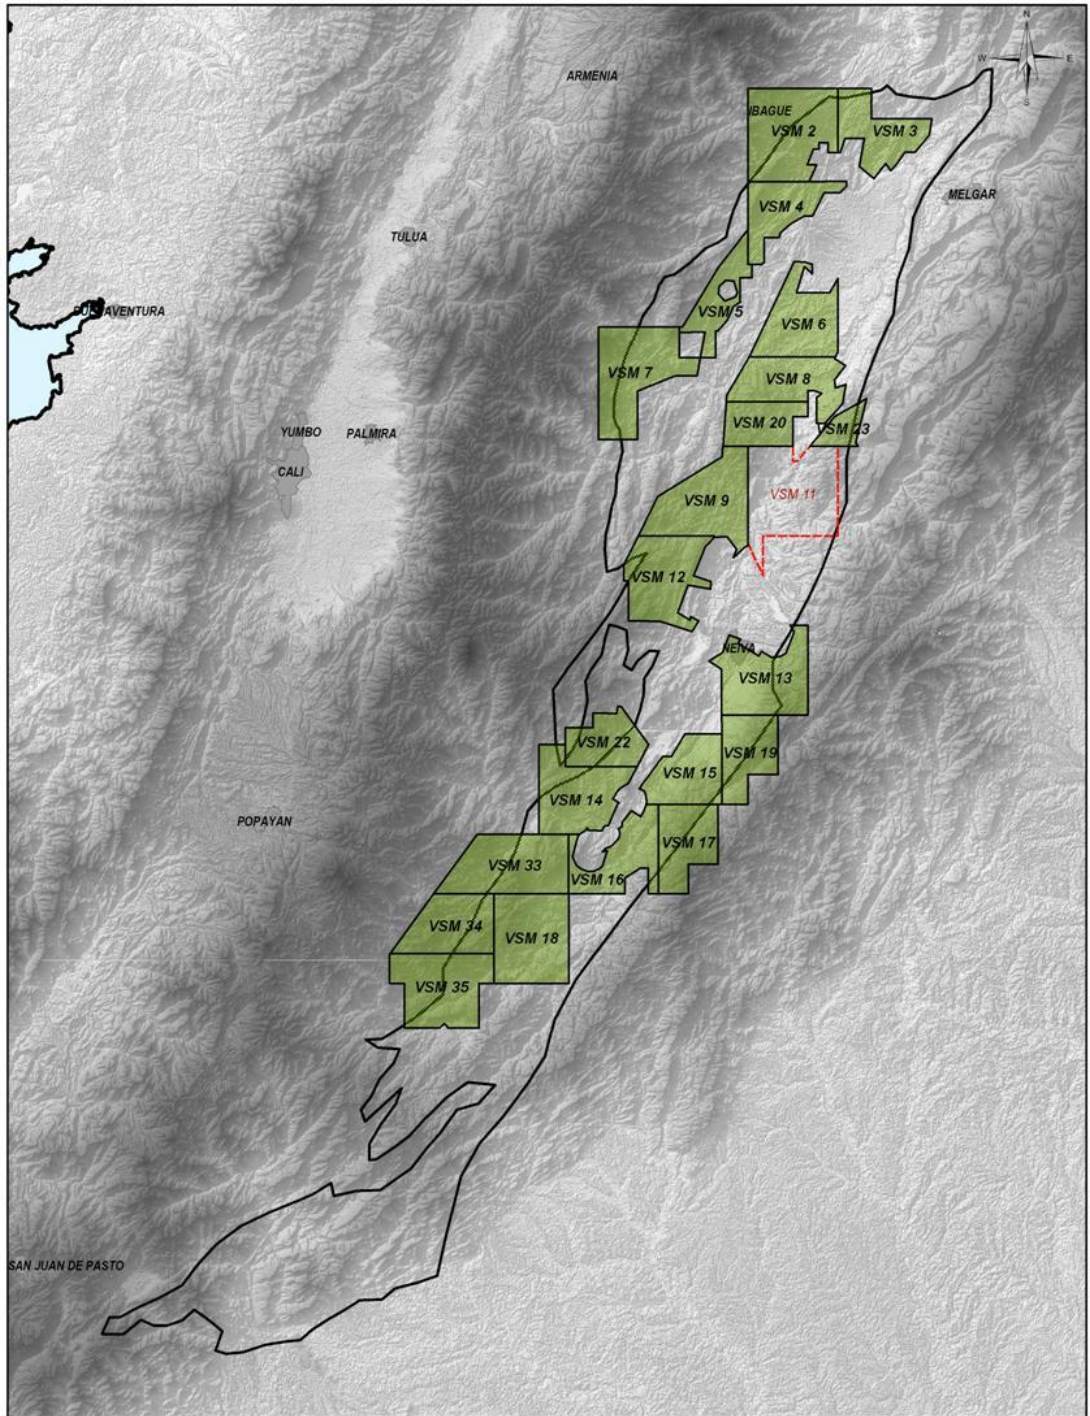 N
W E
S
ARMENIA
IBAGUE
VSM 2
VSM 3
MELGAR
VSM 4
TULUA
BUENAVENTURA
VSM 5
VSM 6
VSM 7
VSM 8
YUMBO
PALMIRA
VSM 20
VSM 23
CALI
VSM 9
VSM 11
VSM 12
NEIVA
VSM 13
VSM 22
VSM 19
VSM 15
VSM 14
POPAYAN
VSM 17
VSM 33
VSM 16
VSM 34
VSM 18
VSM 35
SAN JUAN DE PASTO